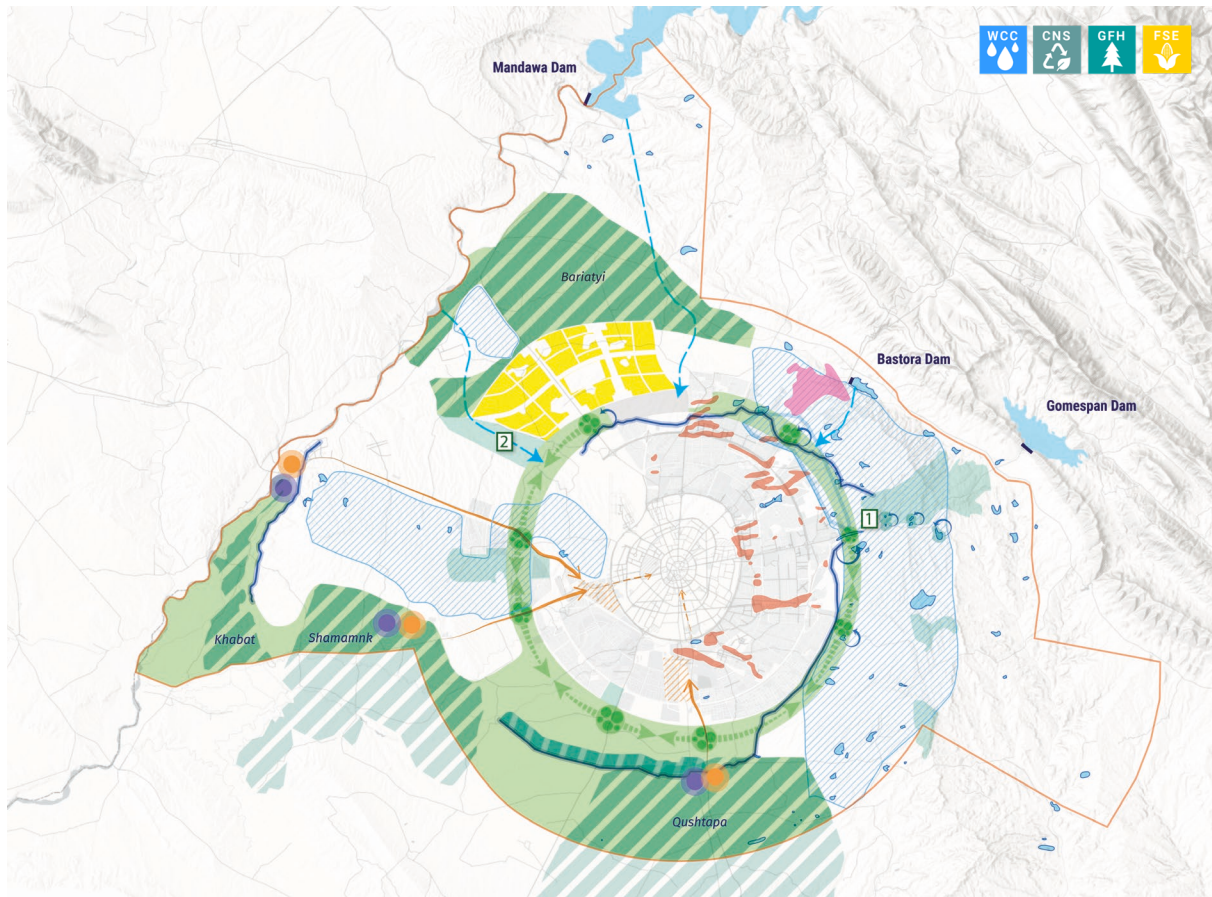 WCC CNS GFH FSE
Mandawa Dam
Bariatyi
Bastora Dam
Gomespan Dam
2
1
Khabat
Shamamnk
Qushtapa